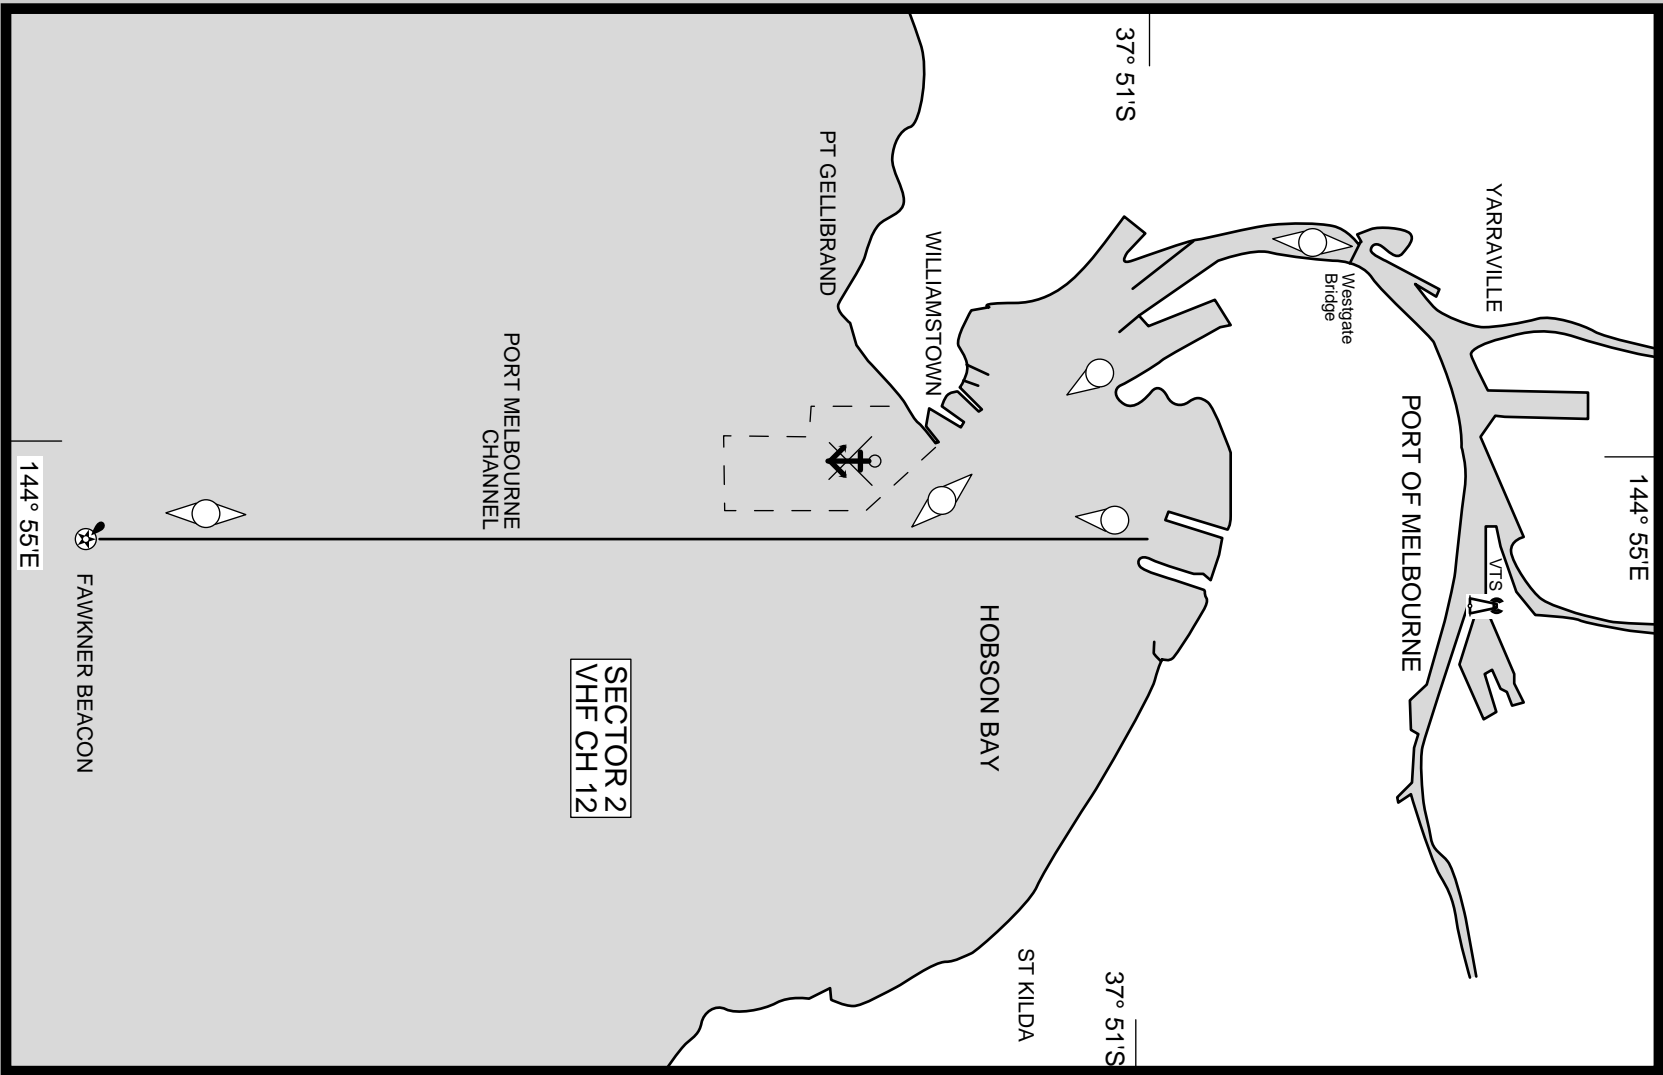 144° 55'E
YARRAVILLE
VTS
PORT OF MELBOURNE
Westgate
Bridge
37° 51'S
37° 51'S
ST KILDA
HOBSON BAY
WILLIAMSTOWN
PT GELLIBRAND
SECTOR 2
VHF CH 12
PORT MELBOURNE
CHANNEL
FAWKNER BEACON
144° 55'E